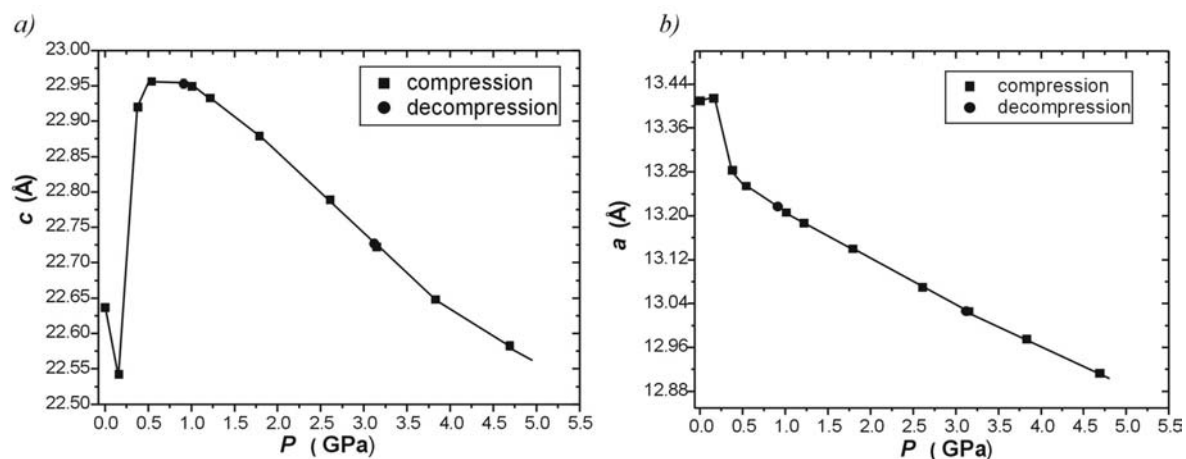 a)
23.00
22.95
22.90
22.85
22.80
22.75
22.70
22.65
22.60
22.55
22.50
c (Å)
compression
decompression
0.0 0.5 1.0 1.5 2.0 2.5 3.0 3.5 4.0 4.5 5.0 5.5
P ( GPa)
b)
13.44
13.36
13.28
13.20
13.12
13.04
12.96
12.88
a (Å)
compression
decompression
0.0 0.5 1.0 1.5 2.0 2.5 3.0 3.5 4.0 4.5 5.0 5.5
P ( GPa)